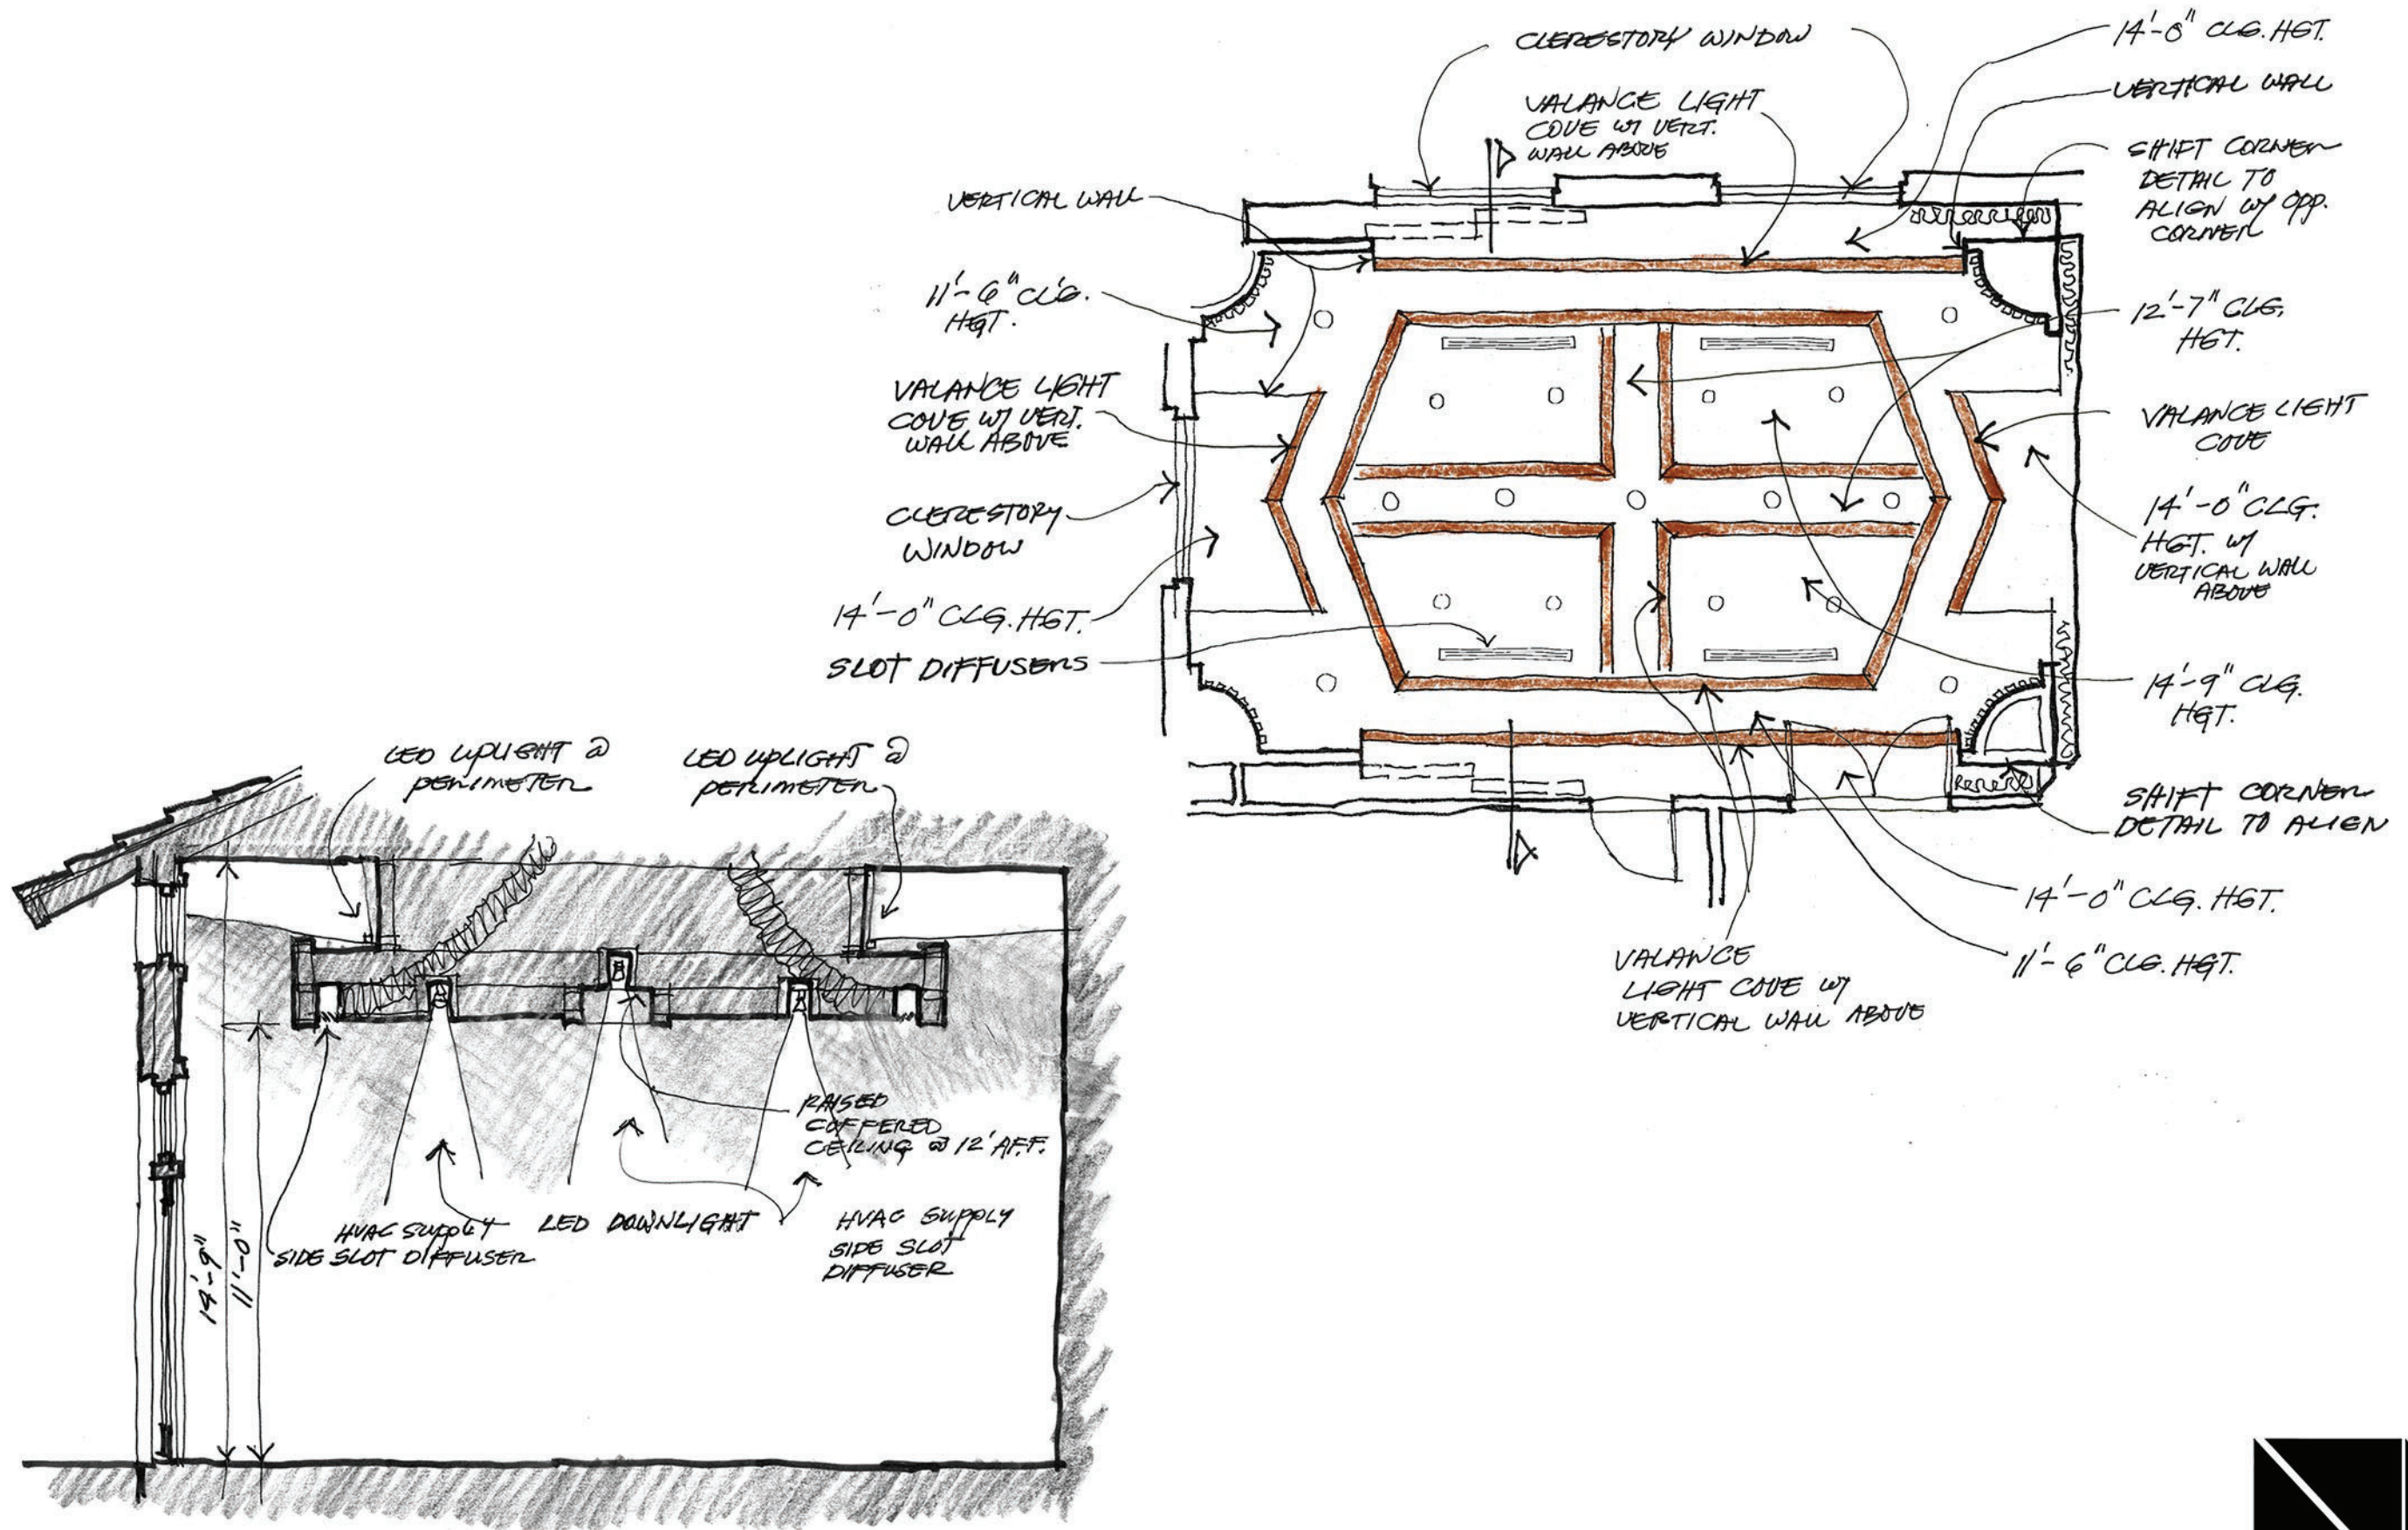 CLERESTORY WINDOW
14'-0" CLG. HGT.
VERTICAL WALL
VALANCE LIGHT
COVE W/ VERT.
WALL ABOVE
SHIFT CORNER
DETAIL TO
ALIGN W/ OPP.
CORNER
VERTICAL WALL
11'-6" CLG.
HGT.
12'-7" CLG.
HGT.
VALANCE LIGHT
COVE W/ VERT.
WALL ABOVE
VALANCE LIGHT
COVE
CLERESTORY
WINDOW
14'-0" CLG.
HGT. W/
VERTICAL WALL
ABOVE
14'-0" CLG. HGT.
SLOT DIFFUSERS
14'-9" CLG.
HGT.
SHIFT CORNER
DETAIL TO ALIGN
14'-0" CLG. HGT.
11'-6" CLG. HGT.
VALANCE
LIGHT COVE W/
VERTICAL WALL ABOVE
LED UPLIGHT @
PERIMETER
LED UPLIGHT @
PERIMETER
RAISED
COFFERED
CEILING @ 12' A.F.F.
HVAC SUPPLY
SIDE SLOT DIFFUSER
LED DOWNLIGHT
HVAC SUPPLY
SIDE SLOT
DIFFUSER
14'-9"
11'-0"